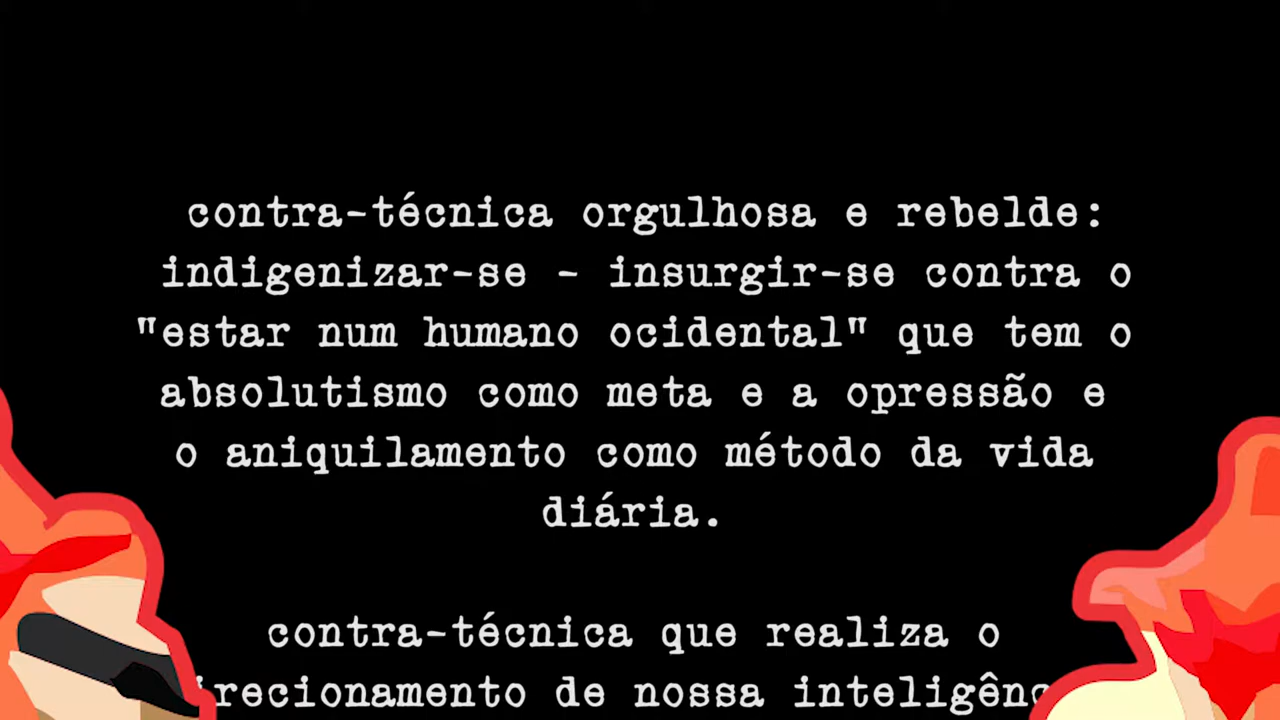 contra-técnica orgulhosa e rebelde:
indigenizar-se - insurgir-se contra o
"estar num humano ocidental" que tem o
absolutismo como meta e a opressão e
o aniquilamento como método da vida
diária.
contra-técnica que realiza o
de nossa